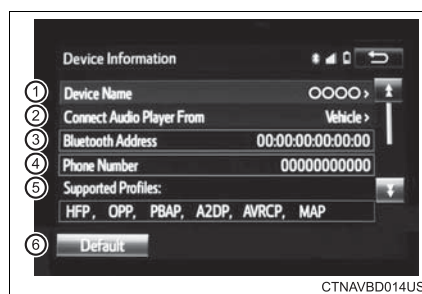 Device Information
① Device Name OOOO >
② Connect Audio Player From Vehicle >
③ Bluetooth Address 00:00:00:00:00:00
④ Phone Number 00000000000
⑤ Supported Profiles:
HFP, OPP, PBAP, A2DP, AVRCP, MAP
⑥ Default
CTNAVBD014US